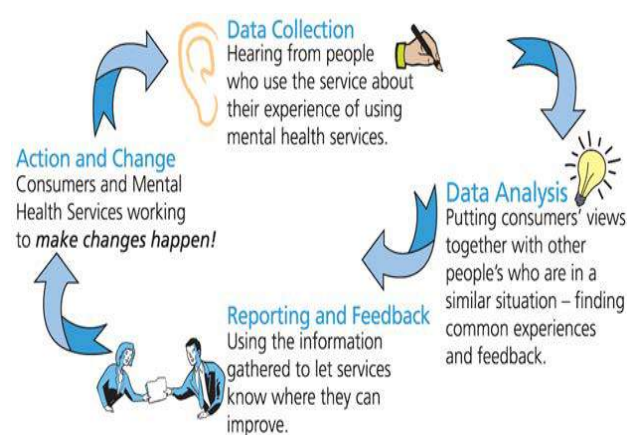 Data Collection
Hearing from people
who use the service about
their experience of using
mental health services.
Data Analysis
Putting consumers' views
together with other
people's who are in a
similar situation – finding
common experiences
and feedback.
Reporting and Feedback
Using the information
gathered to let services
know where they can
improve.
Action and Change
Consumers and Mental
Health Services working
to make changes happen!